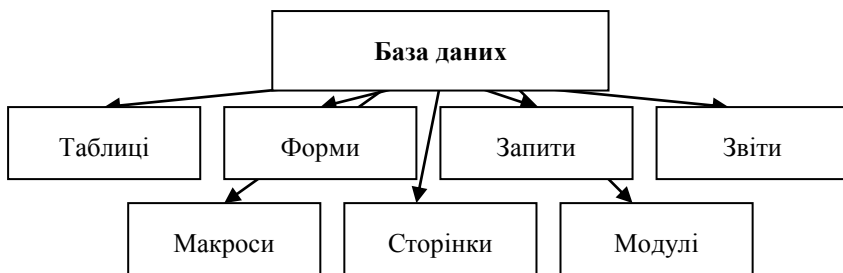 База даних
Таблиці
Форми
Запити
Звіти
Макроси
Сторінки
Модулі